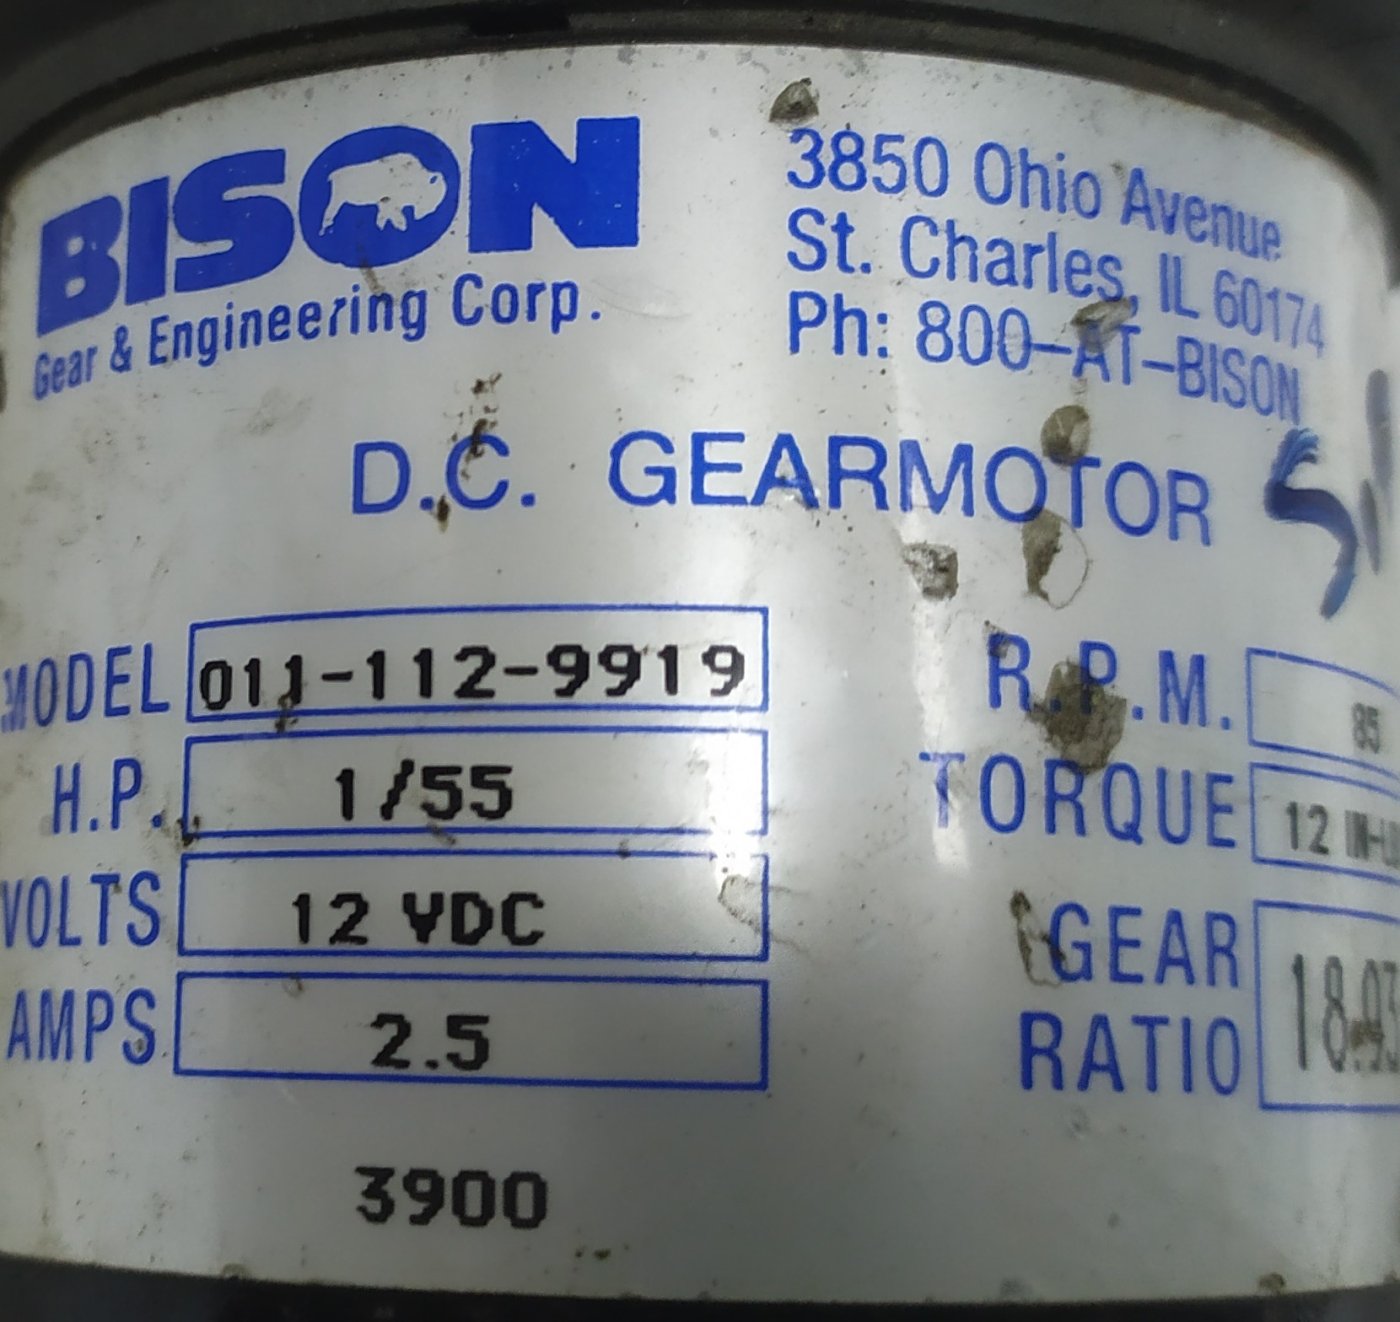 BISON
Gear & Engineering Corp.
3850 Ohio Avenue
St. Charles, IL 60174
Ph: 800-AT-BISON
D.C. GEARMOTOR
MODEL 011-112-9919
H.P. 1/55
VOLTS 12 VDC
AMPS 2.5
3900
R.P.M. 85
TORQUE 12
GEAR
RATIO